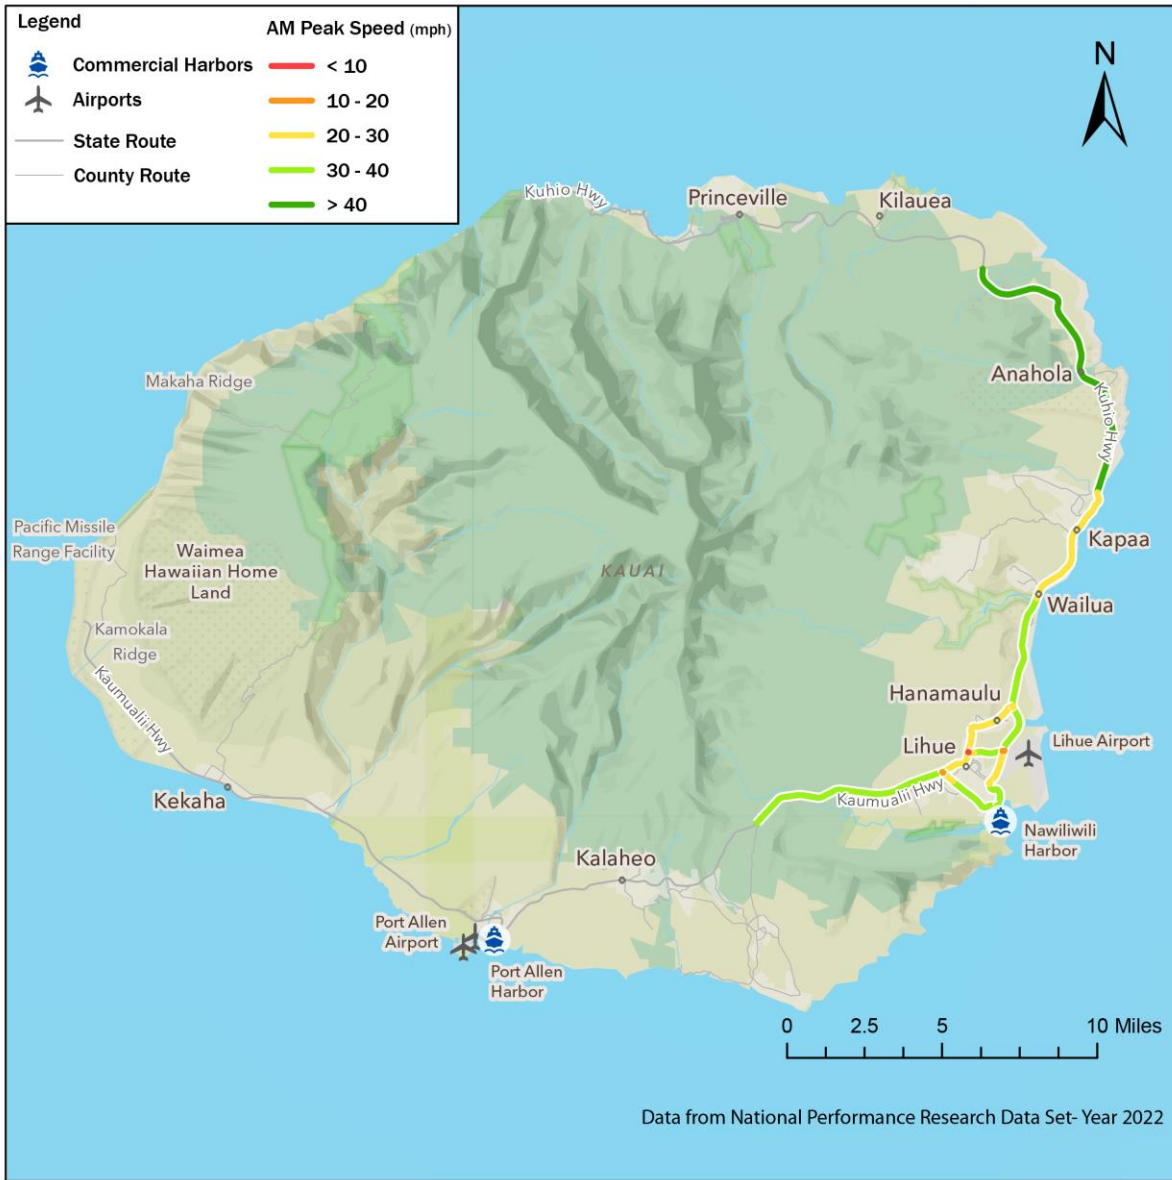 Legend
AM Peak Speed (mph)
Commercial Harbors
< 10
Airports
10 - 20
State Route
20 - 30
County Route
30 - 40
> 40
N
Kuhio Hwy
Princeville
Kilauea
Makaha Ridge
Anahola
Kuhio Hwy
Pacific Missile
Range Facility
Waimea
Hawaiian Home
Land
KAUAI
Kapaa
Wailua
Kamokala
Ridge
Kaumualii Hwy
Hanamaulu
Lihue
Lihue Airport
Kekaha
Kaumualii Hwy
Nawiliwili
Harbor
Kalaheo
Port Allen
Airport
Port Allen
Harbor
0 2.5 5 10 Miles
Data from National Performance Research Data Set- Year 2022